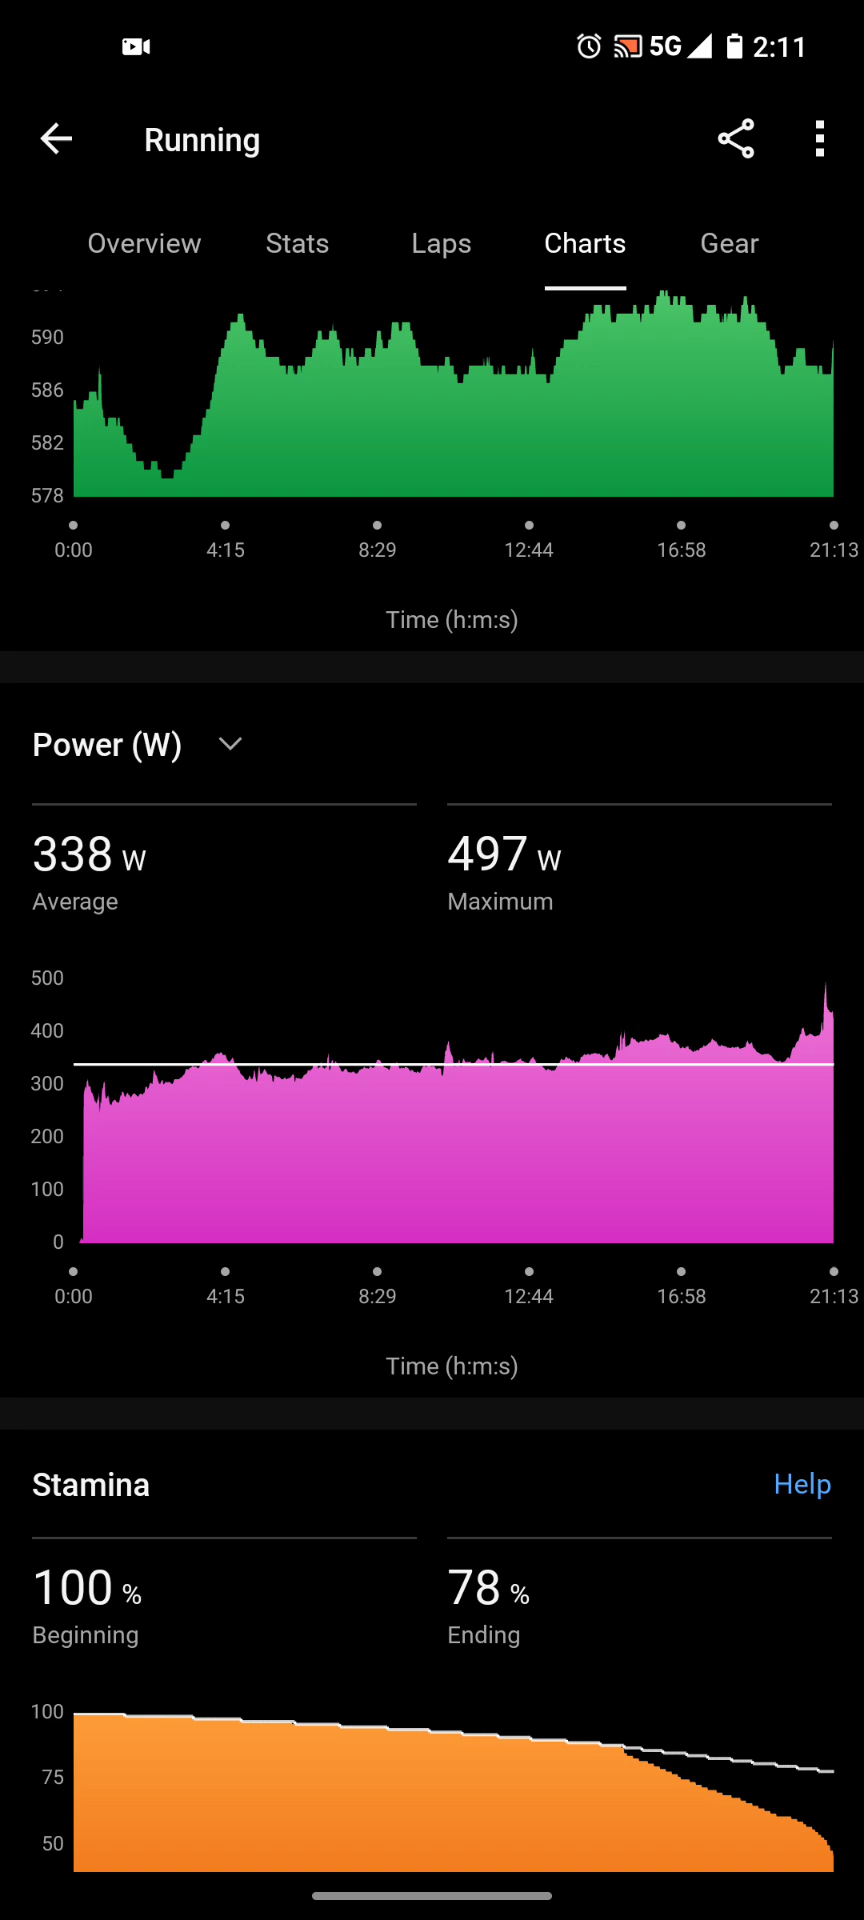 5G 2:11
Running
Overview Stats Laps Charts Gear
590
586
582
578
0:00 4:15 8:29 12:44 16:58 21:13
Time (h:m:s)
Power (W)
338 W 497 W
Average Maximum
500
400
300
200
100
0
0:00 4:15 8:29 12:44 16:58 21:13
Time (h:m:s)
Stamina Help
100 % 78 %
Beginning Ending
100
75
50